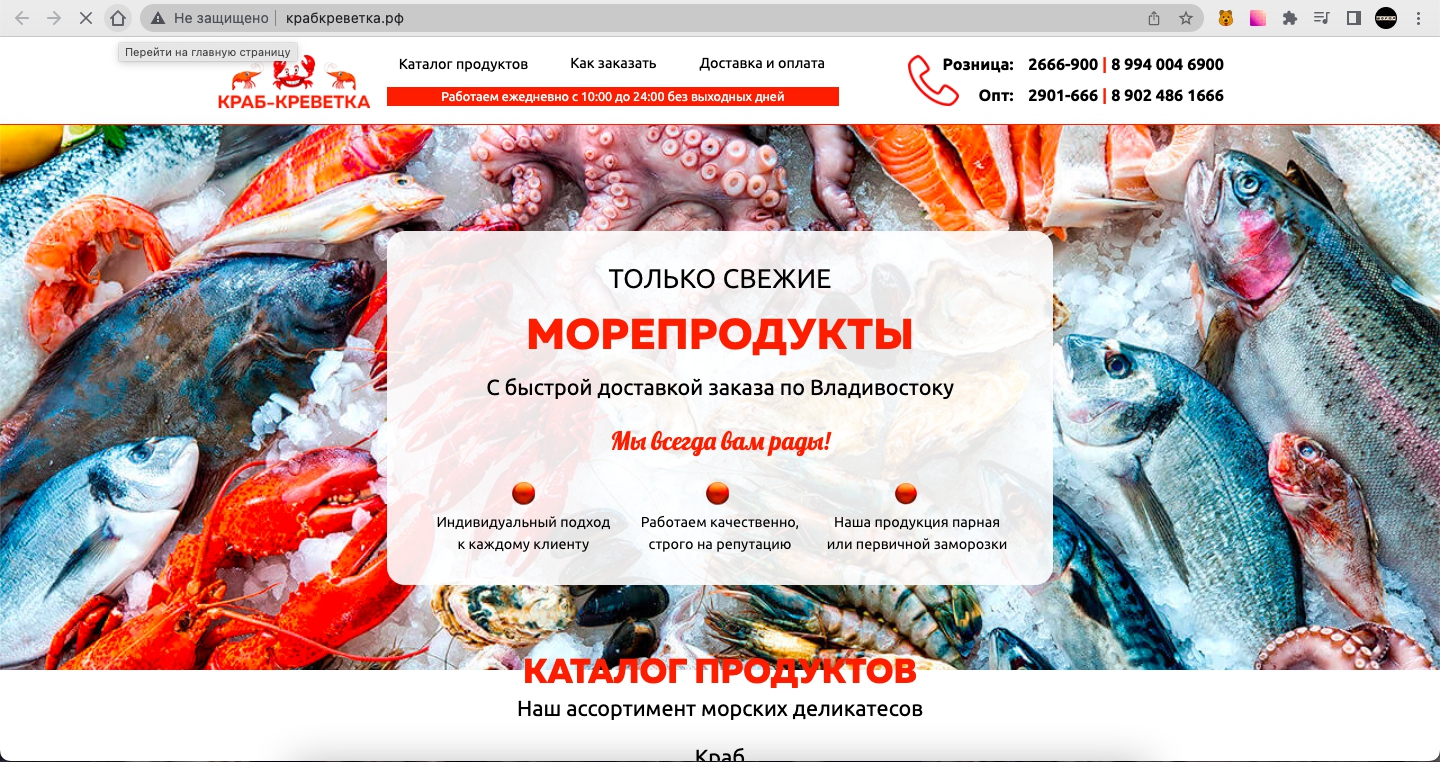 Не защищено
крабкреветка.рф
Перейти на главную страницу
КРАБ-КРЕВЕТКА
Каталог продуктов
Как заказать
Доставка и оплата
Работаем ежедневно с 10:00 до 24:00 без выходных дней
Розница: 2666-900 | 8 994 004 6900
Опт: 2901-666 | 8 902 486 1666
ТОЛЬКО СВЕЖИЕ
МОРЕПРОДУКТЫ
С быстрой доставкой заказа по Владивостоку
Мы всегда вам рады!
Индивидуальный подход
к каждому клиенту
Работаем качественно,
строго на репутацию
Наша продукция парная
или первичной заморозки
КАТАЛОГ ПРОДУКТОВ
Наш ассортимент морских деликатесов
Краб